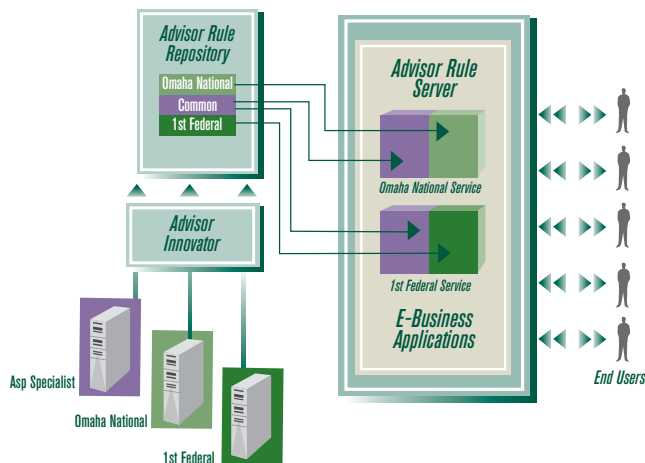 Advisor Rule
Repository
Omaha National
Common
1st Federal
Advisor
Innovator
Asp Specialist
Omaha National
1st Federal
Advisor Rule
Server
Omaha National Service
1st Federal Service
E-Business
Applications
End Users